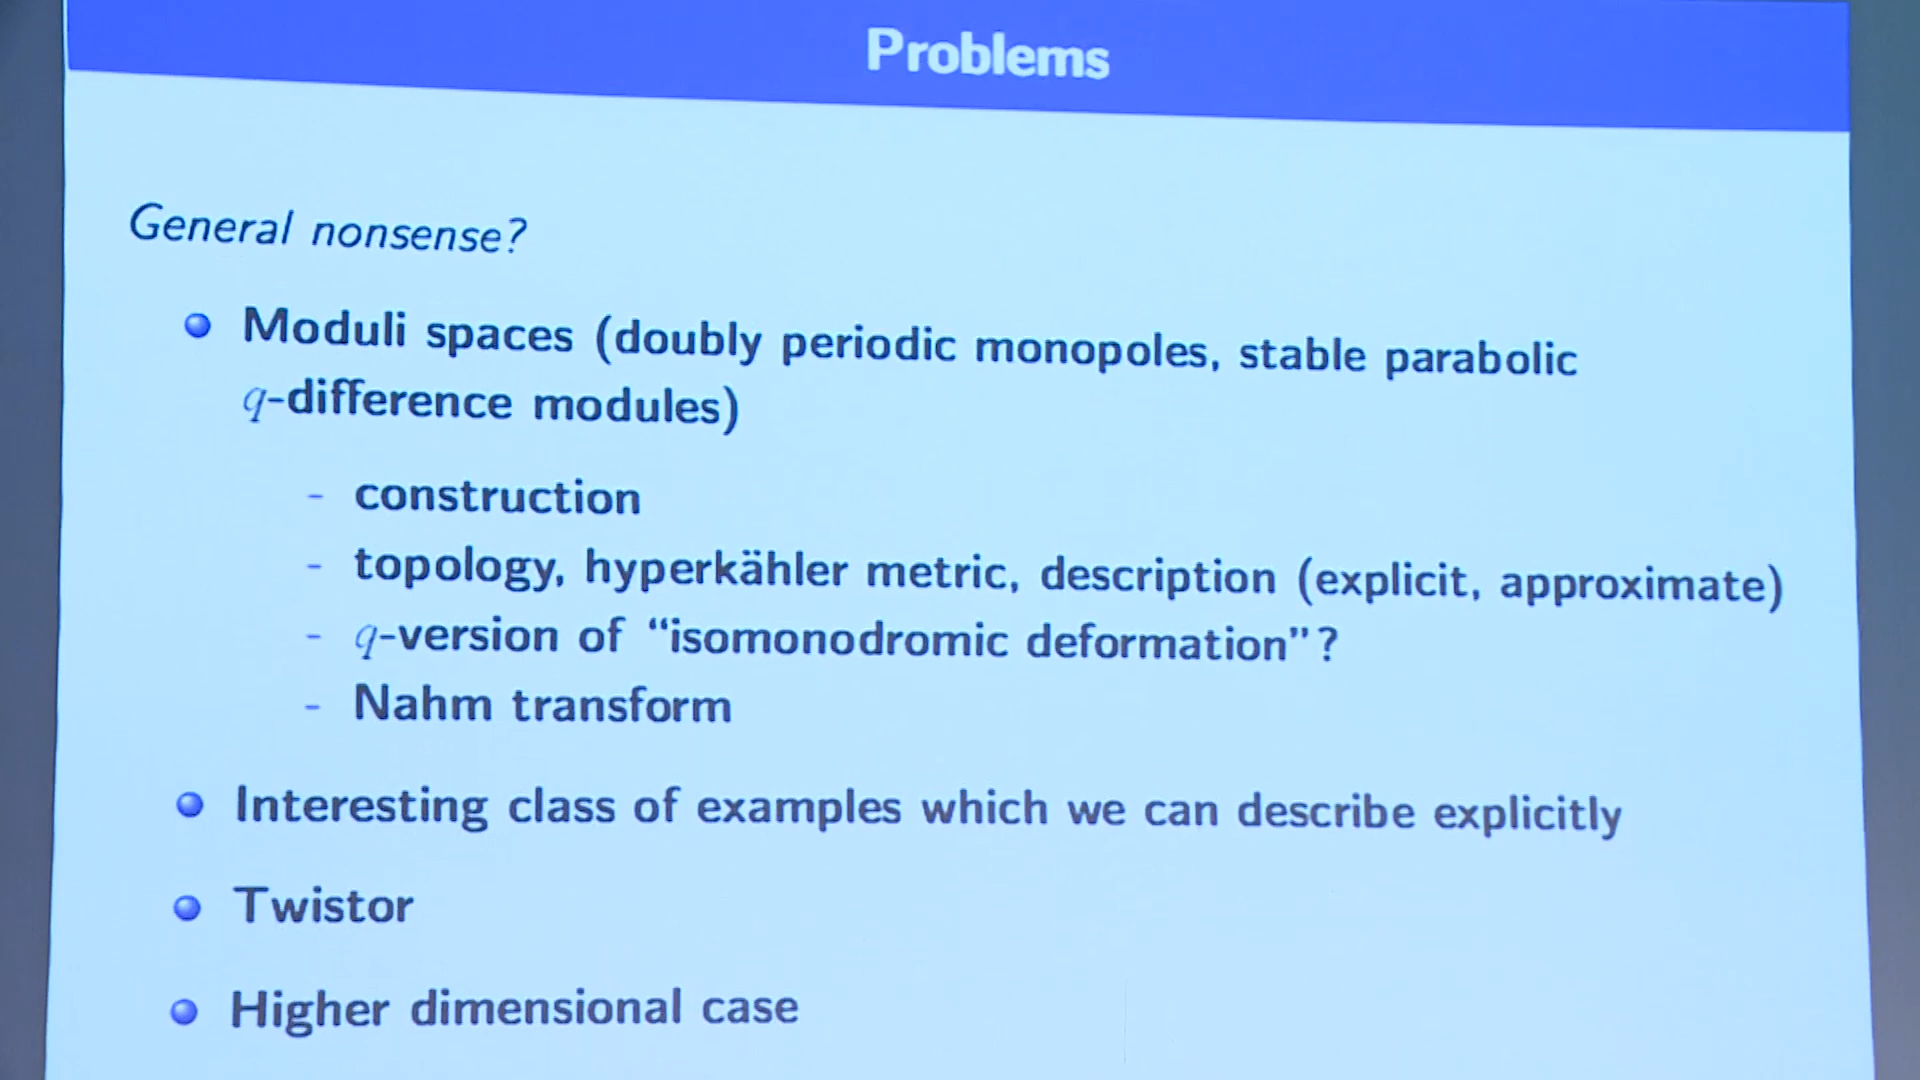 Problems
General nonsense?
Moduli spaces (doubly periodic monopoles, stable parabolic
q-difference modules)
- construction
- topology, hyperkähler metric, description (explicit, approximate)
- q-version of “isomonodromic deformation”?
- Nahm transform
Interesting class of examples which we can describe explicitly
Twistor
Higher dimensional case